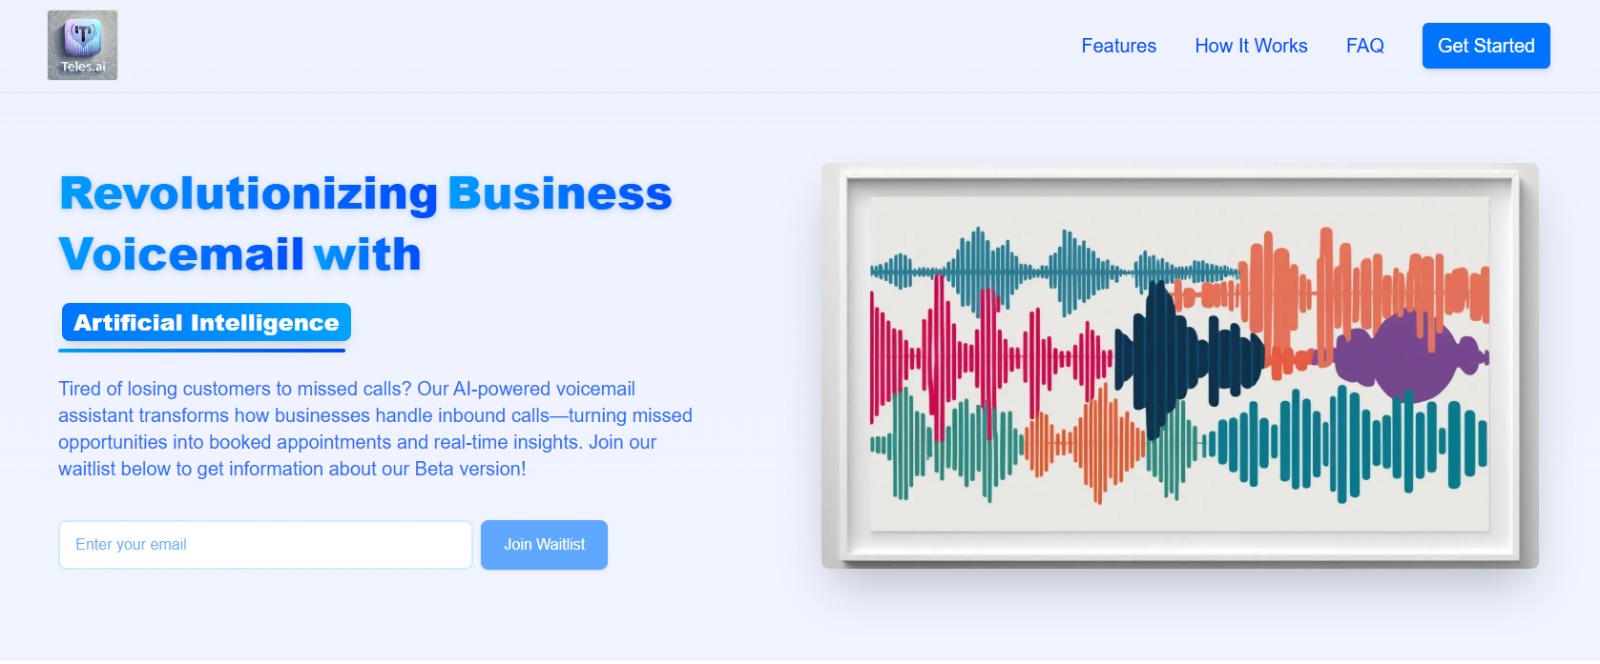 Teles.ai
Features
How It Works
FAQ
Get Started
Revolutionizing Business
Voicemail with
Artificial Intelligence
Tired of losing customers to missed calls? Our AI-powered voicemail
assistant transforms how businesses handle inbound calls—turning missed
opportunities into booked appointments and real-time insights. Join our
waitlist below to get information about our Beta version!
Enter your email
Join Waitlist